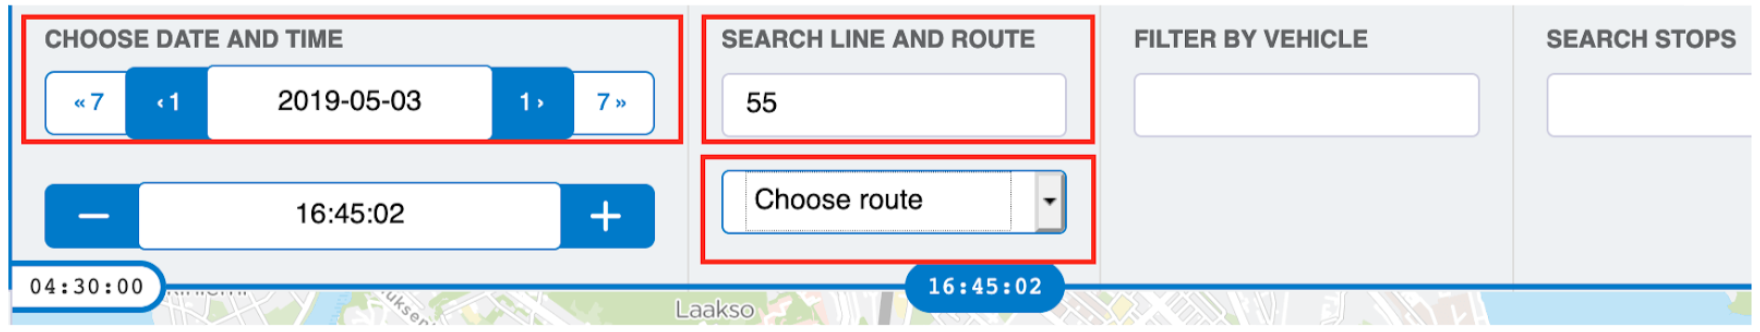 CHOOSE DATE AND TIME
«7 ‹1 2019-05-03 1› 7»
16:45:02
SEARCH LINE AND ROUTE
55
Choose route
FILTER BY VEHICLE
SEARCH STOPS
04:30:00
16:45:02
Laakso